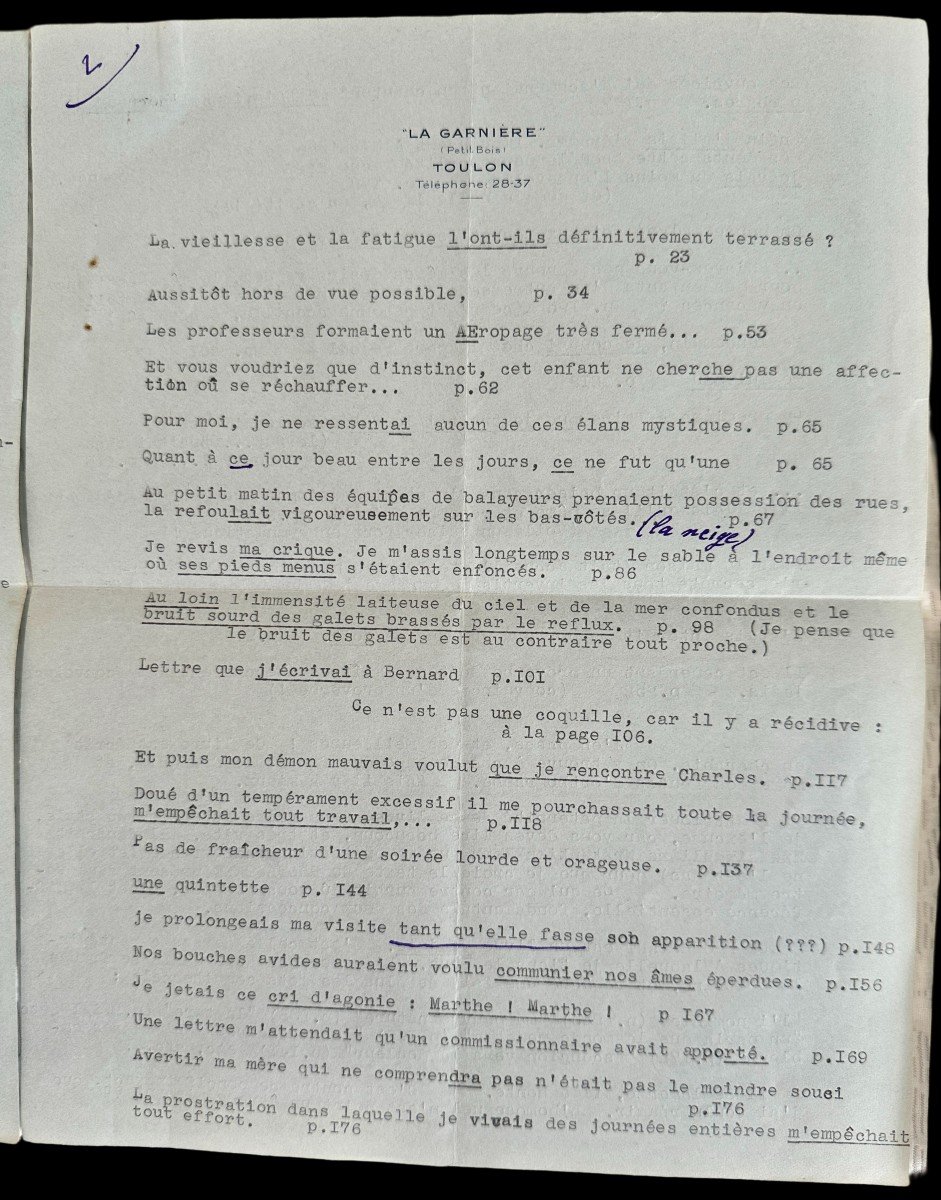 2
"LA GARNIÈRE"
(Petit Bois)
TOULON
Téléphone: 28-37
La vieillesse et la fatigue l'ont-ils définitivement terrassé ?
p. 23
Aussitôt hors de vue possible, p. 34
Les professeurs formaient un AEropage très fermé... p.53
Et vous voudriez que d'instinct, cet enfant ne cherche pas une affec-
tion où se réchauffer... p.62
Pour moi, je ne ressentai aucun de ces élans mystiques. p.65
Quant à ce jour beau entre les jours, ce ne fut qu'une p. 65
Au petit matin des équipes de balayeurs prenaient possession des rues,
la refoulait vigoureusement sur les bas-côtés. (la neige) p.67
Je revis ma crique. Je m'assis longtemps sur le sable à l'endroit même
où ses pieds menus s'étaient enfoncés. p.86
Au loin l'immensité laiteuse du ciel et de la mer confondus et le
bruit sourd des galets brassés par le reflux. p. 98 (Je pense que
le bruit des galets est au contraire tout proche.)
Lettre que j'écrivai à Bernard p.IOI
Ce n'est pas une coquille, car il y a récidive :
à la page I06.
Et puis mon démon mauvais voulut que je rencontre Charles. p.II7
Doué d'un tempérament excessif il me pourchassait toute la journée,
m'empêchait tout travail,... p.II8
Pas de fraîcheur d'une soirée lourde et orageuse. p.I37
une quintette p. I44
je prolongeais ma visite tant qu'elle fasse soh apparition (???) p.I48
Nos bouches avides auraient voulu communier nos âmes éperdues. p.I56
Je jetais ce cri d'agonie : Marthe ! Marthe ! p I67
Une lettre m'attendait qu'un commissionnaire avait apporté. p.I69
Avertir ma mère qui ne comprendra pas n'était pas le moindre souci
p.I76
La prostration dans laquelle je vivais des journées entières m'empêchait
tout effort. p.I76
n-
e